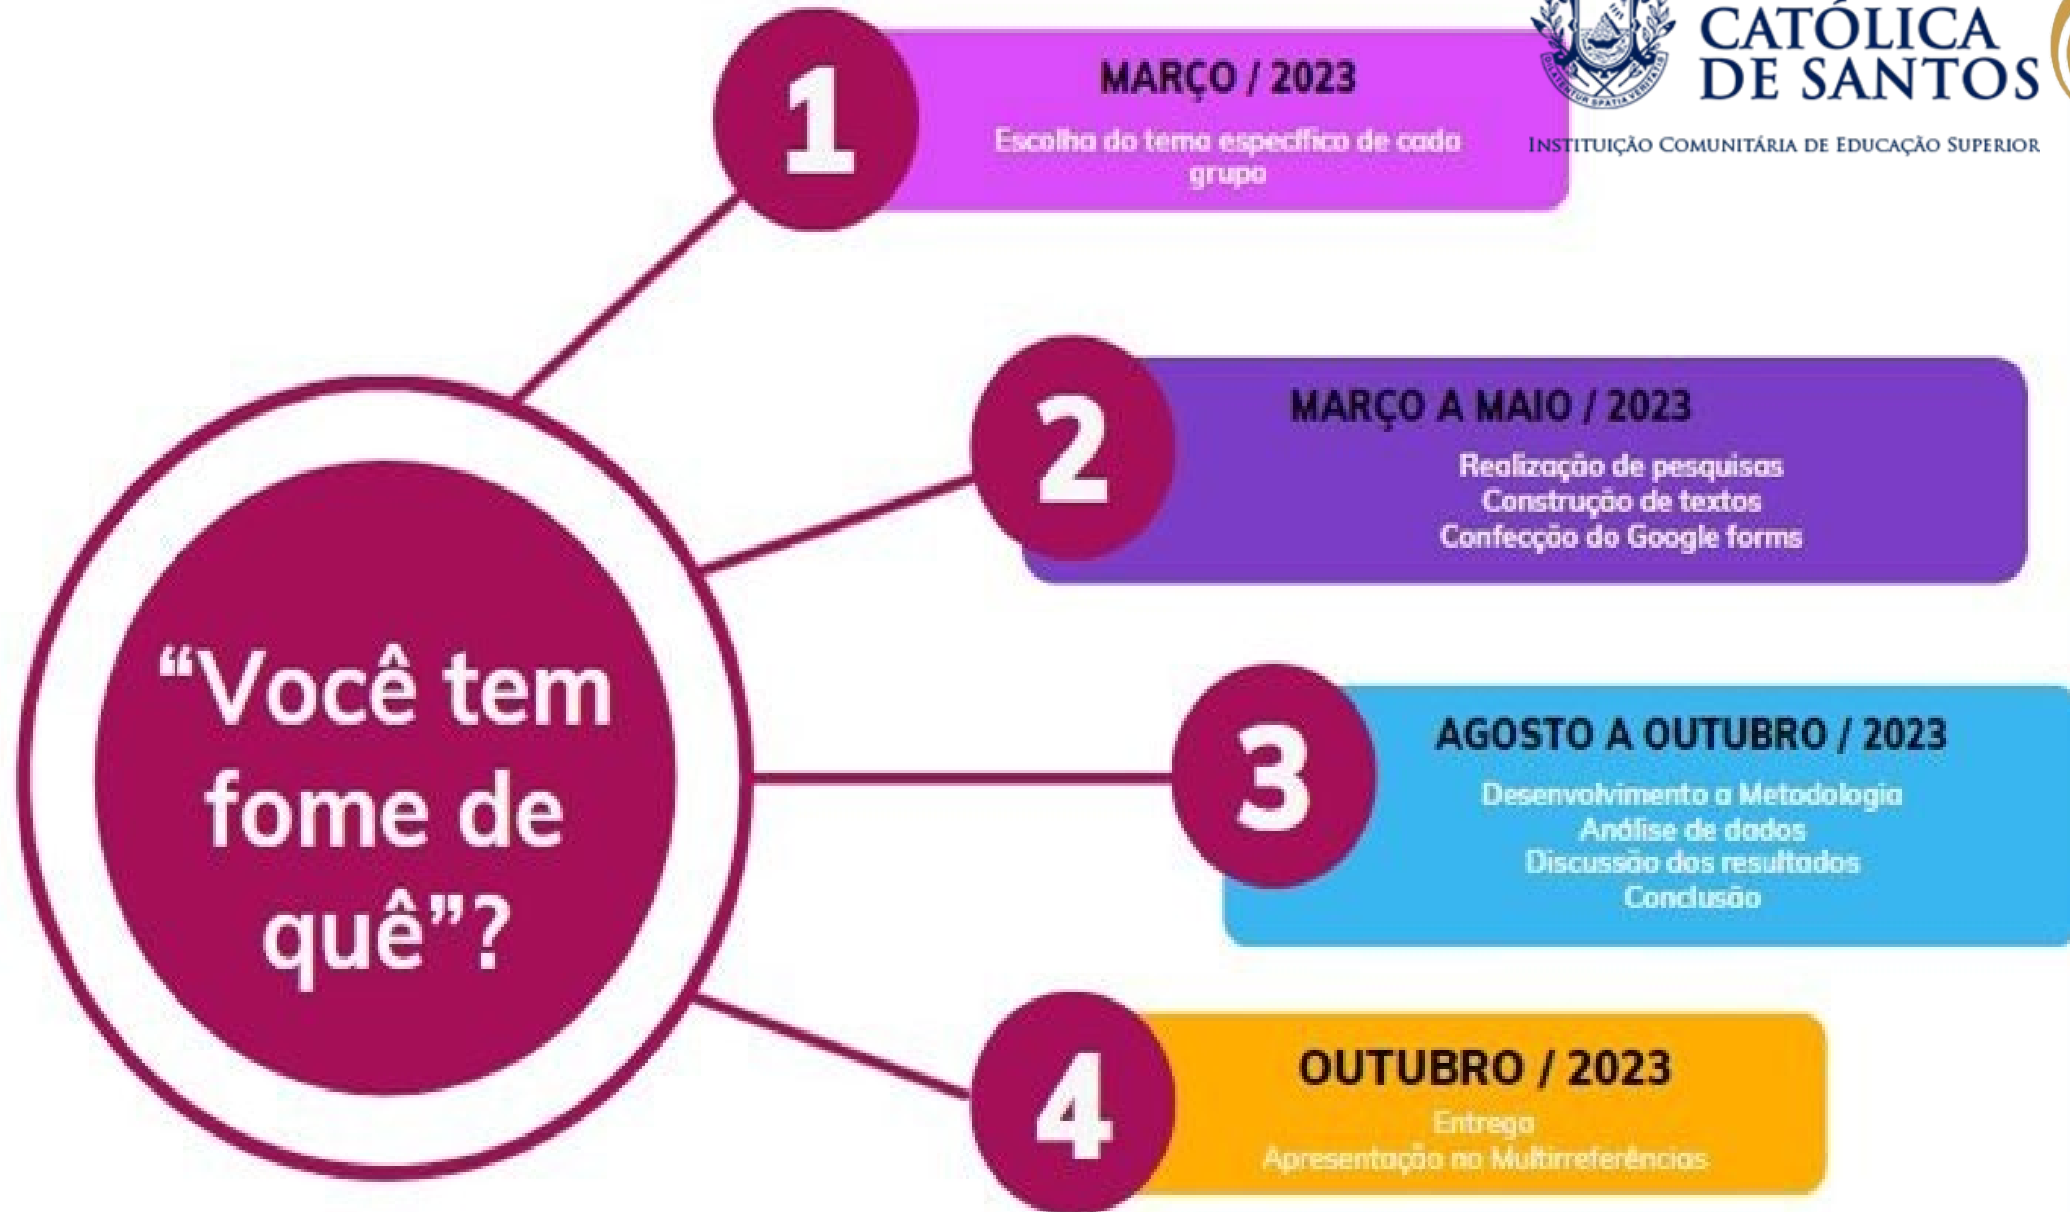 CATÓLICA
DE SANTOS
INSTITUIÇÃO COMUNITÁRIA DE EDUCAÇÃO SUPERIOR
1
MARÇO / 2023
Escolha do tema específico de cada
grupo
2
MARÇO A MAIO / 2023
Realização de pesquisas
Construção de textos
Confecção do Google forms
“Você tem
fome de
quê”?
3
AGOSTO A OUTUBRO / 2023
Desenvolvimento a Metodologia
Análise de dados
Discussão dos resultados
Conclusão
4
OUTUBRO / 2023
Entrega
Apresentação no Multirreferências